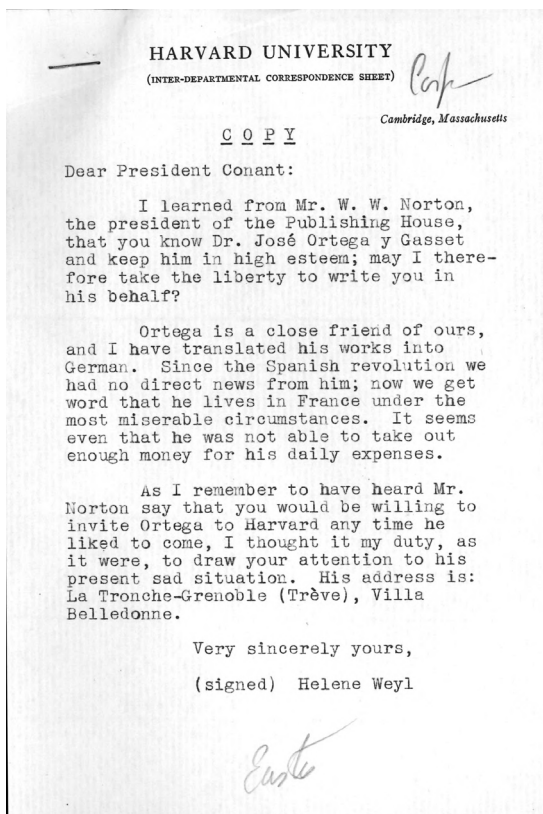 HARVARD UNIVERSITY
(INTER-DEPARTMENTAL CORRESPONDENCE SHEET)
Cambridge, Massachusetts
COPY
Dear President Conant:
I learned from Mr. W. W. Norton,
the president of the Publishing House,
that you know Dr. José Ortega y Gasset
and keep him in high esteem; may I there-
fore take the liberty to write you in
his behalf?
Ortega is a close friend of ours,
and I have translated his works into
German. Since the Spanish revolution we
had no direct news from him; now we get
word that he lives in France under the
most miserable circumstances. It seems
even that he was not able to take out
enough money for his daily expenses.
As I remember to have heard Mr.
Norton say that you would be willing to
invite Ortega to Harvard any time he
liked to come, I thought it my duty, as
it were, to draw your attention to his
present sad situation. His address is:
La Tronche-Grenoble (Trève), Villa
Belledonne.
Very sincerely yours,
(signed) Helene Weyl